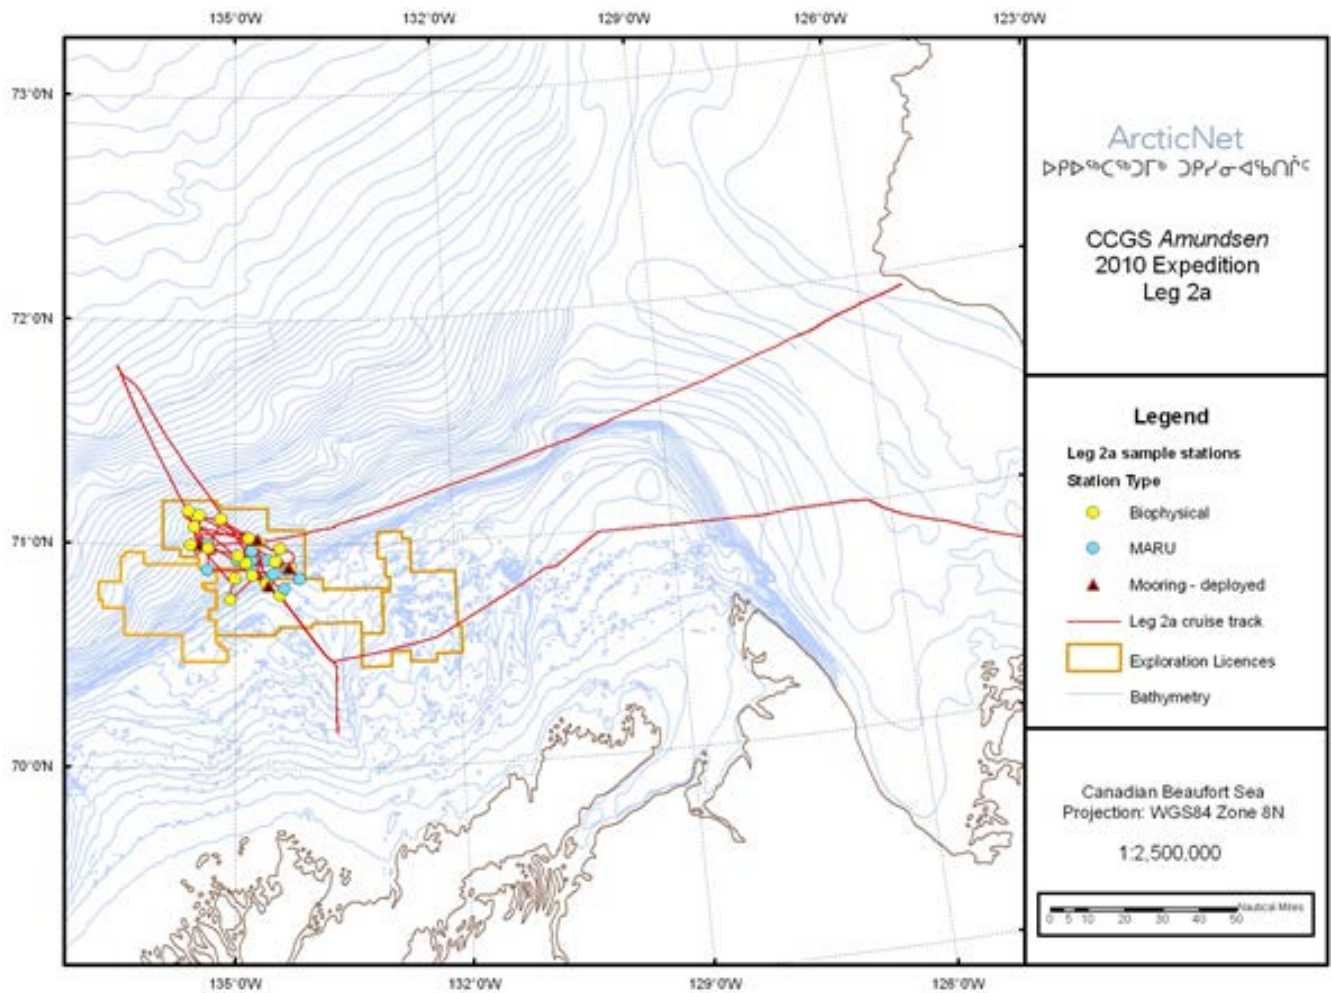 135°0'W 132°0'W 129°0'W 126°0'W 123°0'W
73°0'N
72°0'N
71°0'N
70°0'N
135°0'W 132°0'W 129°0'W 126°0'W
ArcticNet
ᐅᑭᐅᖅᑕᖅᑐᒥᒃ ᑐᑭᓯᓂᐊᖃᑎᒌᑦ
CCGS Amundsen
2010 Expedition
Leg 2a
Legend
Leg 2a sample stations
Station Type
Biophysical
MARU
Mooring - deployed
Leg 2a cruise track
Exploration Licences
Bathymetry
Canadian Beaufort Sea
Projection: WGS84 Zone 8N
1:2,500,000
Nautical Miles
0 5 10 20 30 40 50